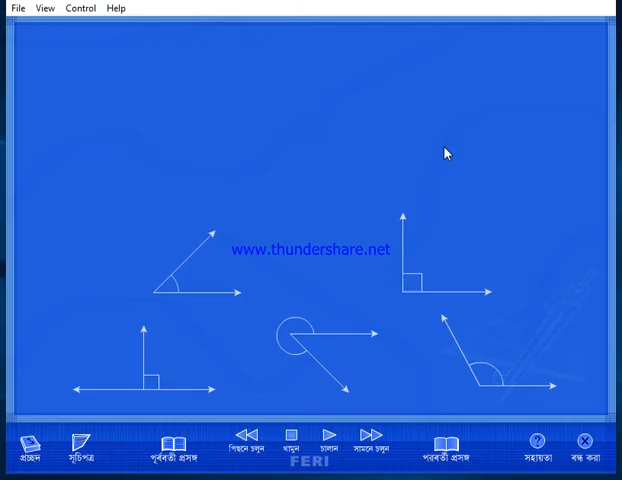 File View Control Help
www.thundershare.net
প্রচ্ছদ সূচিপত্র পূর্ববর্তী প্রসঙ্গ পিছনে চলুন থামুন চালান সামনে চলুন পরবর্তী প্রসঙ্গ সহায়তা বন্ধ করা
FERI